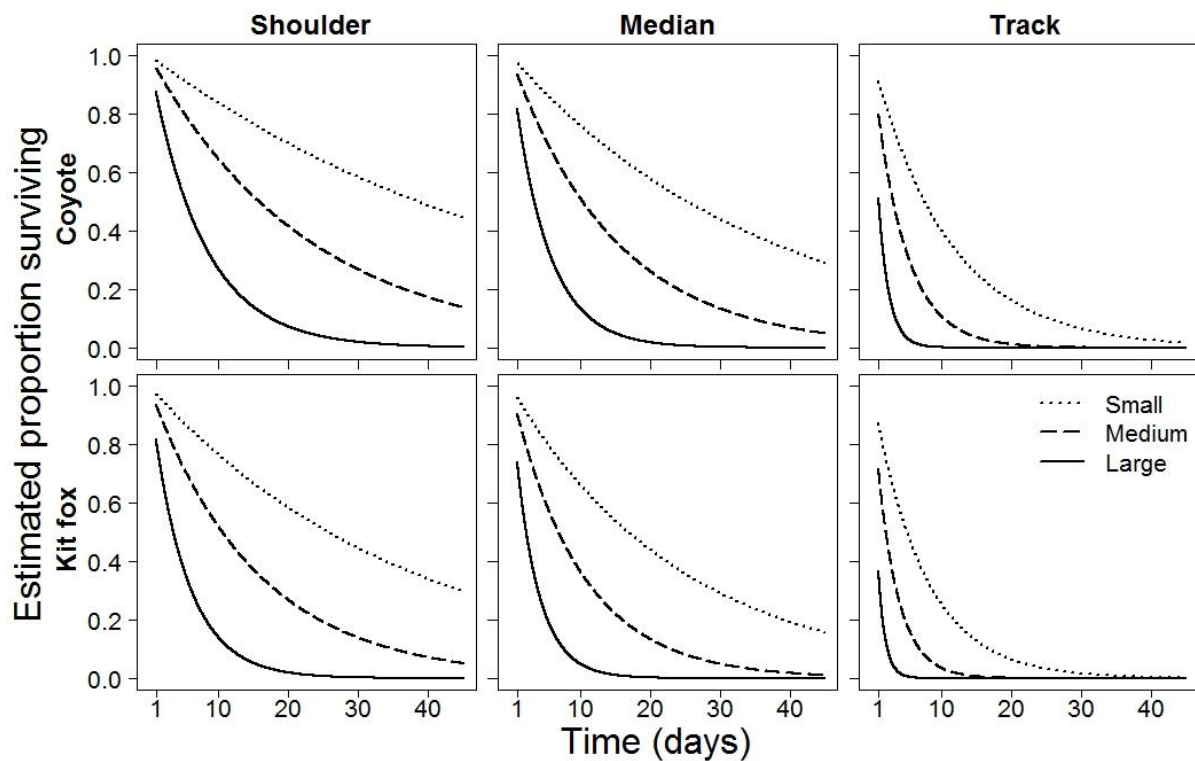 Shoulder Median Track
Estimated proportion surviving
Coyote
1.0
0.8
0.6
0.4
0.2
0.0
Kit fox
1.0
0.8
0.6
0.4
0.2
0.0
Small
Medium
Large
1 10 20 30 40 1 10 20 30 40 1 10 20 30 40
Time (days)